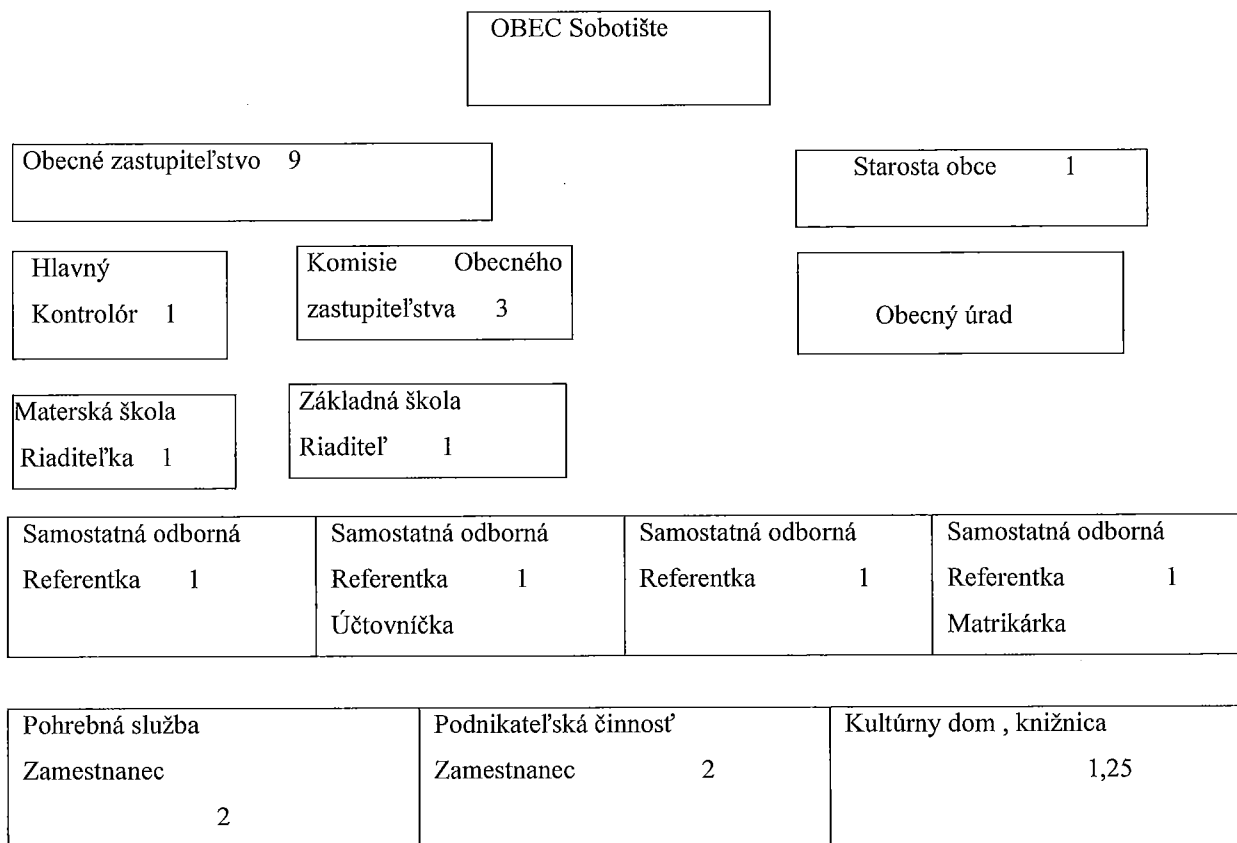 OBEC Sobotište
Obecné zastupiteľstvo 9
Starosta obce 1
Hlavný
Kontrolór 1
Komisie Obecného
zastupiteľstva 3
Obecný úrad
Materská škola
Riaditeľka 1
Základná škola
Riaditeľ 1
Samostatná odborná
Referentka 1
Samostatná odborná
Referentka 1
Účtovníčka
Samostatná odborná
Referentka 1
Samostatná odborná
Referentka 1
Matrikárka
Pohrebná služba
Zamestnanec
2
Podnikateľská činnosť
Zamestnanec 2
Kultúrny dom , knižnica
1,25